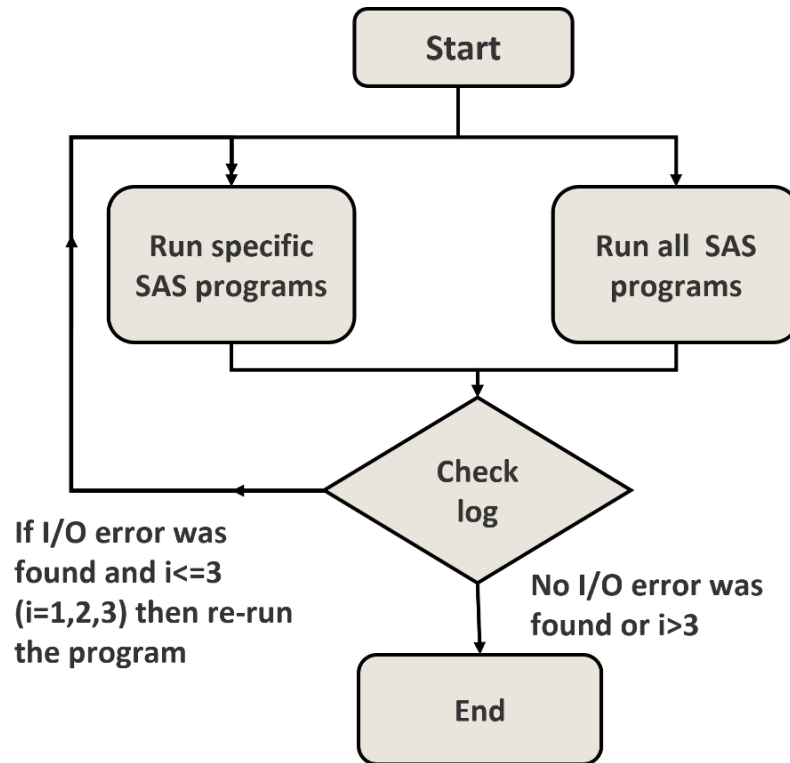 Start
Run specific
SAS programs
Run all SAS
programs
Check
log
If I/O error was
found and i<=3
(i=1,2,3) then re-run
the program
No I/O error was
found or i>3
End